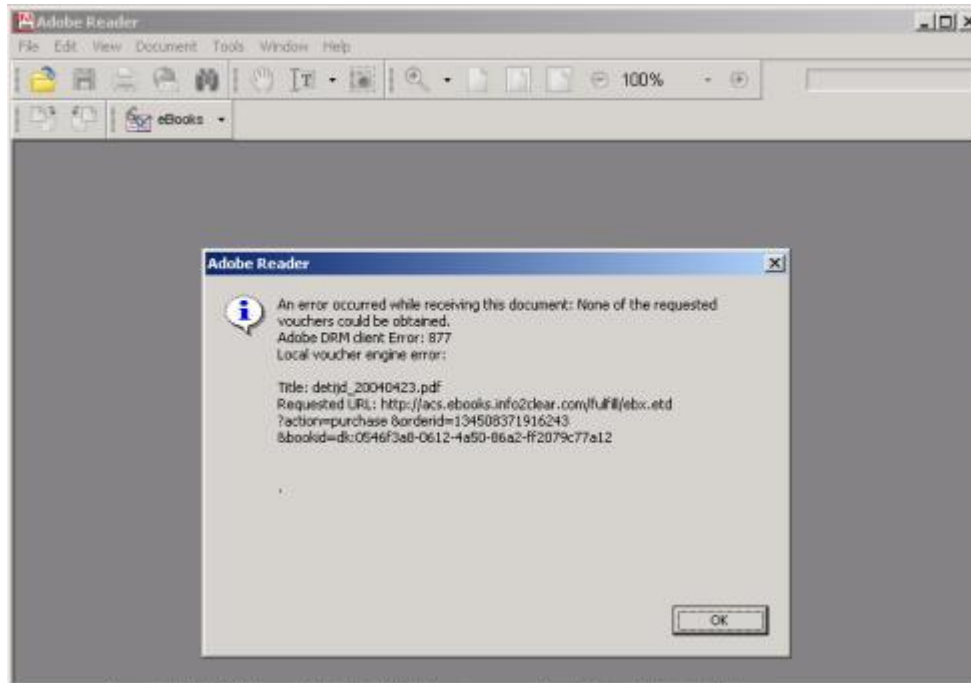 Adobe Reader
File Edit View Document Tools Window Help
100%
eBooks
Adobe Reader
An error occurred while receiving this document: None of the requested
vouchers could be obtained.
Adobe DRM client Error: 877
Local voucher engine error:
Title: detijd_20040423.pdf
Requested URL: http://acs.ebooks.info2clear.com/fulfill/ebx.etd
?action=purchase &orderid=134508371916243
&bookid=dk:0546f3a8-0612-4a50-86a2-ff2079c77a12
.
OK